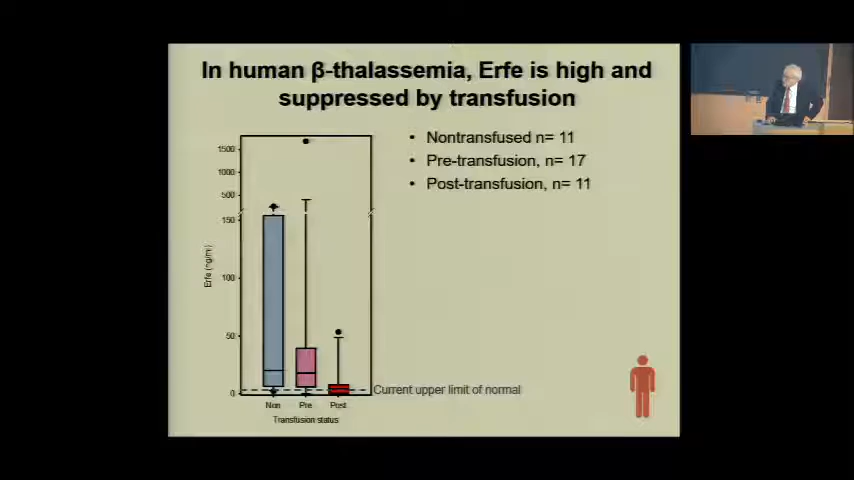 In human β-thalassemia, Erfe is high and
suppressed by transfusion
• Nontransfused n= 11
• Pre-transfusion, n= 17
• Post-transfusion, n= 11
1500
1000
500
150
100
50
0
Erfe (ng/ml)
Current upper limit of normal
Non Pre Post
Transfusion status